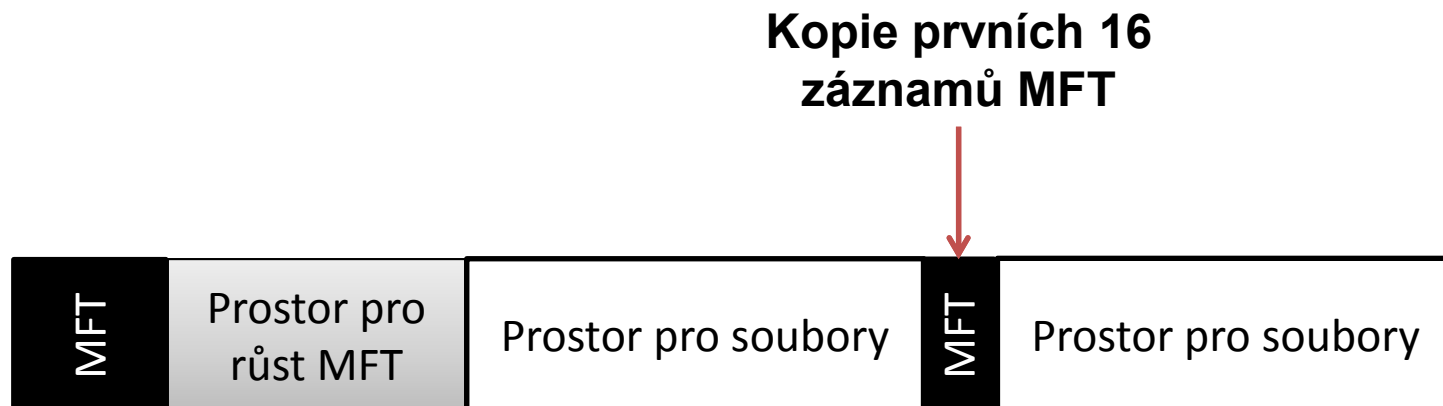 Kopie prvních 16
záznamů MFT
MFT
Prostor pro
růst MFT
Prostor pro soubory
MFT
Prostor pro soubory